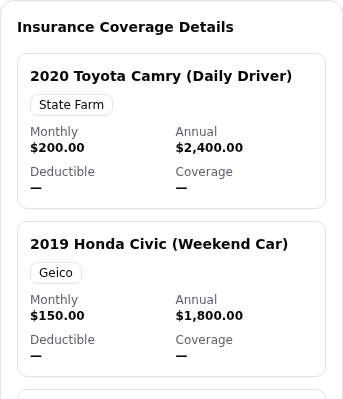 Insurance Coverage Details
2020 Toyota Camry (Daily Driver)
State Farm
Monthly Annual
$200.00 $2,400.00
Deductible Coverage
— —
2019 Honda Civic (Weekend Car)
Geico
Monthly Annual
$150.00 $1,800.00
Deductible Coverage
— —